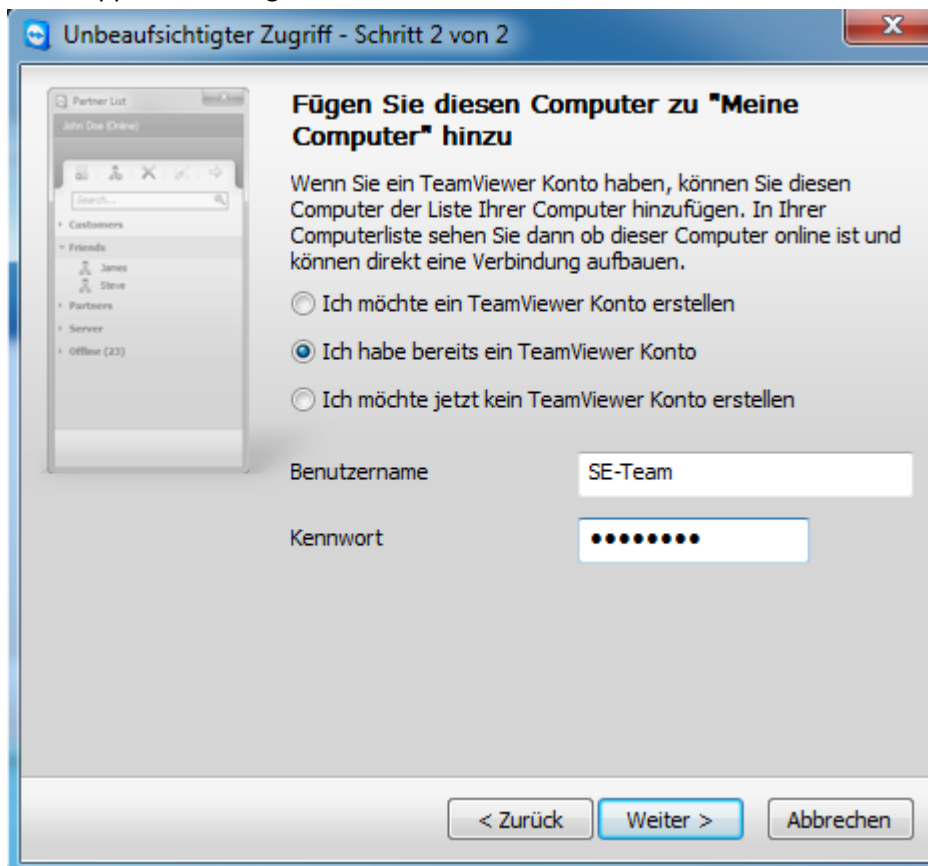 Unbeaufsichtigter Zugriff - Schritt 2 von 2
Partner List
John Doe (Online)
Search...
Customers
Friends
James
Steve
Partners
Server
Offline (23)
Fügen Sie diesen Computer zu "Meine
Computer" hinzu
Wenn Sie ein TeamViewer Konto haben, können Sie diesen
Computer der Liste Ihrer Computer hinzufügen. In Ihrer
Computerliste sehen Sie dann ob dieser Computer online ist und
können direkt eine Verbindung aufbauen.
Ich möchte ein TeamViewer Konto erstellen
Ich habe bereits ein TeamViewer Konto
Ich möchte jetzt kein TeamViewer Konto erstellen
Benutzername SE-Team
Kennwort ••••••••
< Zurück Weiter > Abbrechen